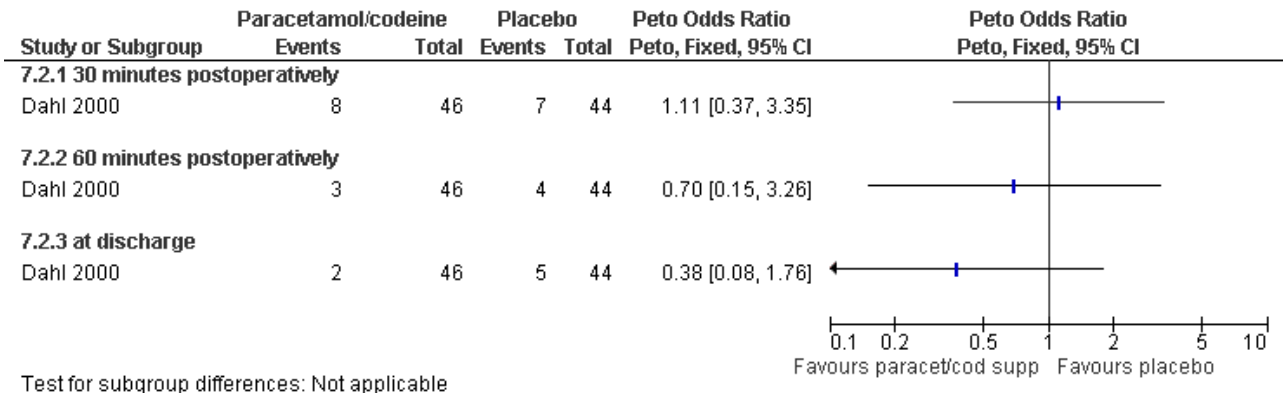 Paracetamol/codeine Placebo Peto Odds Ratio Peto Odds Ratio
Study or Subgroup Events Total Events Total Peto, Fixed, 95% CI Peto, Fixed, 95% CI
7.2.1 30 minutes postoperatively
Dahl 2000 8 46 7 44 1.11 [0.37, 3.35]
7.2.2 60 minutes postoperatively
Dahl 2000 3 46 4 44 0.70 [0.15, 3.26]
7.2.3 at discharge
Dahl 2000 2 46 5 44 0.38 [0.08, 1.76]
0.1 0.2 0.5 1 2 5 10
Favours paracet/cod supp Favours placebo
Test for subgroup differences: Not applicable